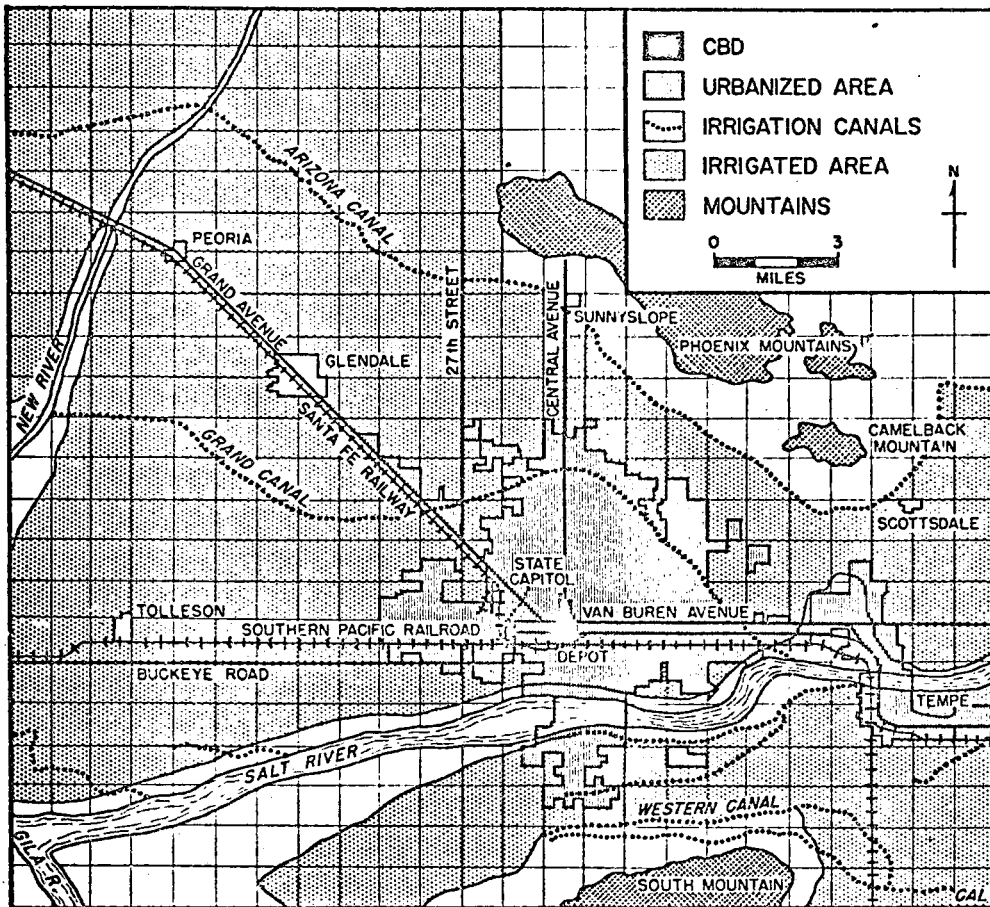 CBD
URBANIZED AREA
IRRIGATION CANALS
IRRIGATED AREA
MOUNTAINS
N
0 3
MILES
ARIZONA CANAL
PEORIA
GRAND AVENUE
27th STREET
CENTRAL AVENUE
SUNNYSLOPE
PHOENIX MOUNTAINS
NEW RIVER
GLENDALE
SANTA FE RAILWAY
GRAND CANAL
CAMELBACK
MOUNTAIN
SCOTTSDALE
STATE
CAPITOL
TOLLESON
VAN BUREN AVENUE
SOUTHERN PACIFIC RAILROAD
DEPOT
BUCKEYE ROAD
TEMPE
SALT RIVER
WESTERN CANAL
GILA R.
SOUTH MOUNTAIN
CAL